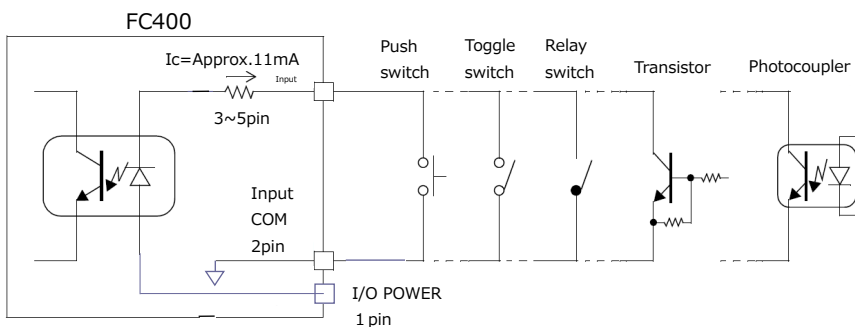 FC400
Ic=Approx.11mA
Input
3~5pin
Input
COM
2pin
I/O POWER
1 pin
Push
switch
Toggle
switch
Relay
switch
Transistor
Photocoupler